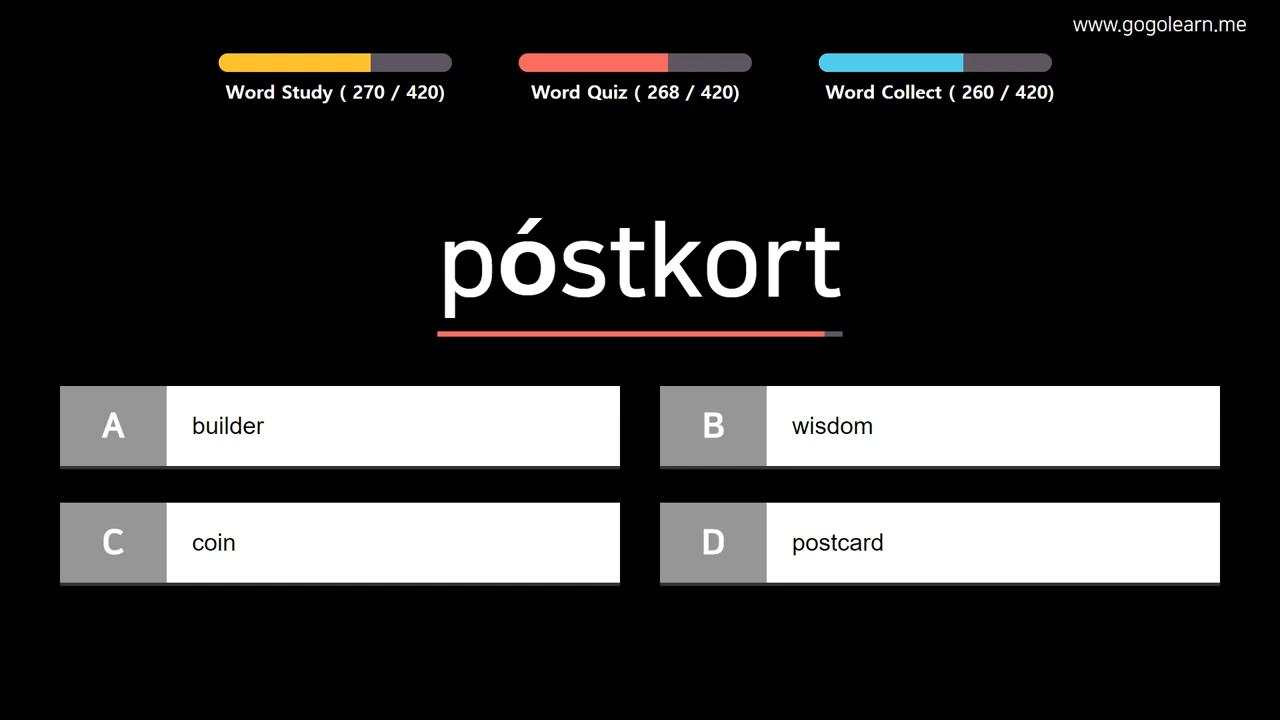 www.gogolearn.me
Word Study ( 270 / 420)
Word Quiz ( 268 / 420)
Word Collect ( 260 / 420)
póstkort
A builder
B wisdom
C coin
D postcard